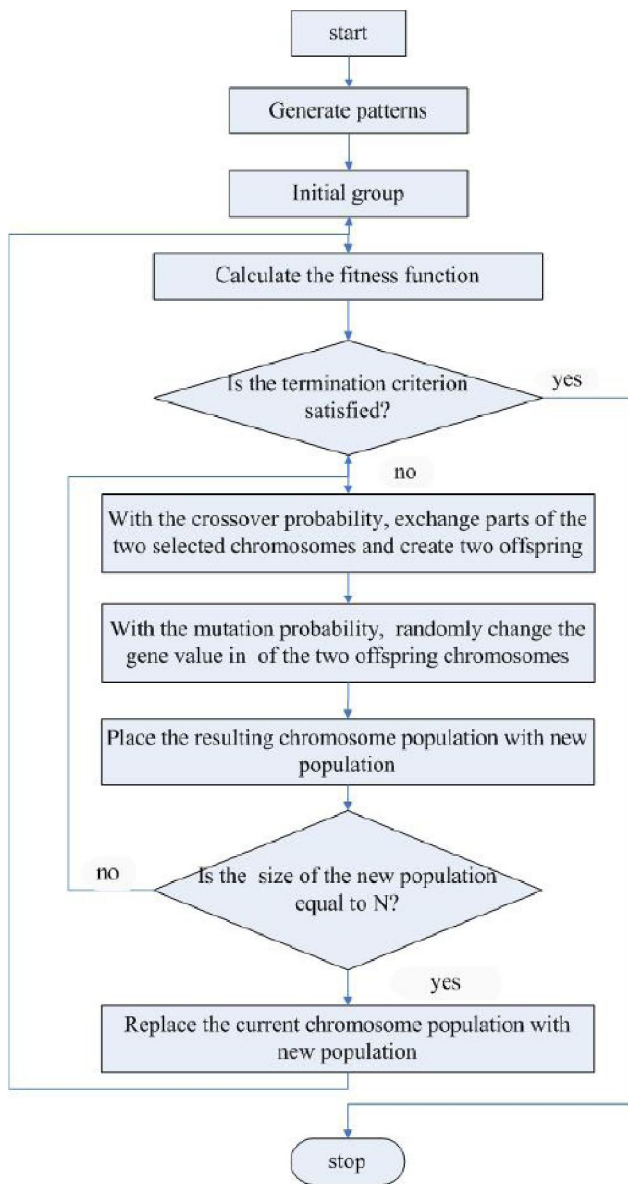 start
Generate patterns
Initial group
Calculate the fitness function
Is the termination criterion
satisfied?
yes
no
With the crossover probability, exchange parts of the
two selected chromosomes and create two offspring
With the mutation probability, randomly change the
gene value in of the two offspring chromosomes
Place the resulting chromosome population with new
population
Is the size of the new population
equal to N?
no
yes
Replace the current chromosome population with
new population
stop